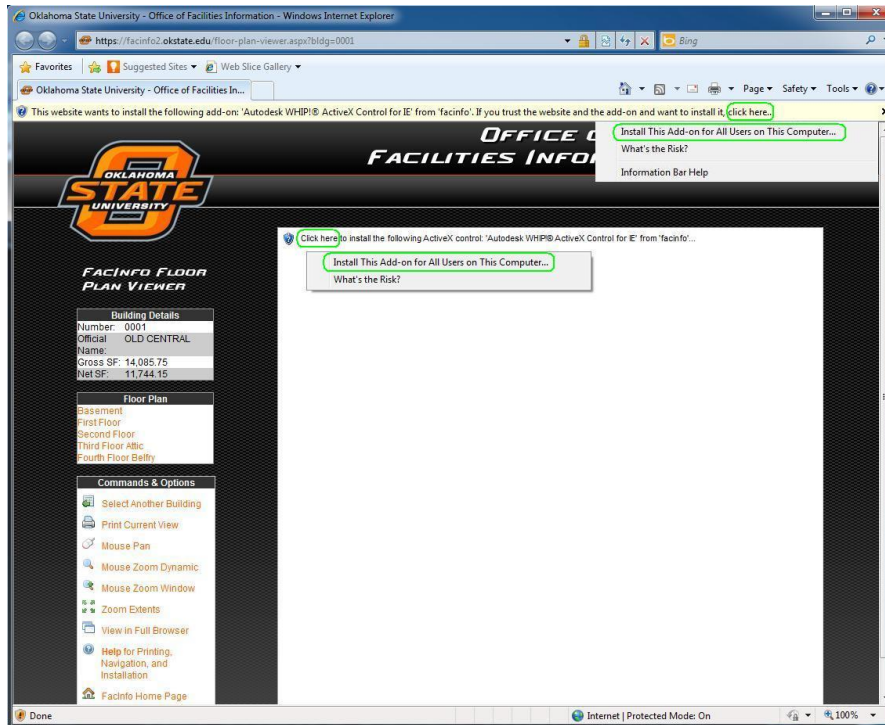 Oklahoma State University - Office of Facilities Information - Windows Internet Explorer
https://facinfo2.okstate.edu/floor-plan-viewer.aspx?bldg=0001
Bing
Favorites Suggested Sites Web Slice Gallery
Oklahoma State University - Office of Facilities In...
Page Safety Tools
This website wants to install the following add-on: 'Autodesk WHIP!® ActiveX Control for IE' from 'facinfo'. If you trust the website and the add-on and want to install it, click here...
Install This Add-on for All Users on This Computer...
What's the Risk?
Information Bar Help
OFFICE
FACILITIES
OKLAHOMA
STATE
UNIVERSITY
Click here to install the following ActiveX control: 'Autodesk WHIP!® ActiveX Control for IE' from 'facinfo'...
Install This Add-on for All Users on This Computer...
What's the Risk?
FACINFO FLOOR
PLAN VIEWER
Building Details
Number: 0001
Official OLD CENTRAL
Name:
Gross SF: 14,085.75
Net SF: 11,744.15
Floor Plan
Basement
First Floor
Second Floor
Third Floor Attic
Fourth Floor Belfry
Commands & Options
Select Another Building
Print Current View
Mouse Pan
Mouse Zoom Dynamic
Mouse Zoom Window
Zoom Extents
View in Full Browser
Help for Printing,
Navigation, and
Installation
FacInfo Home Page
Done
Internet | Protected Mode: On
100%